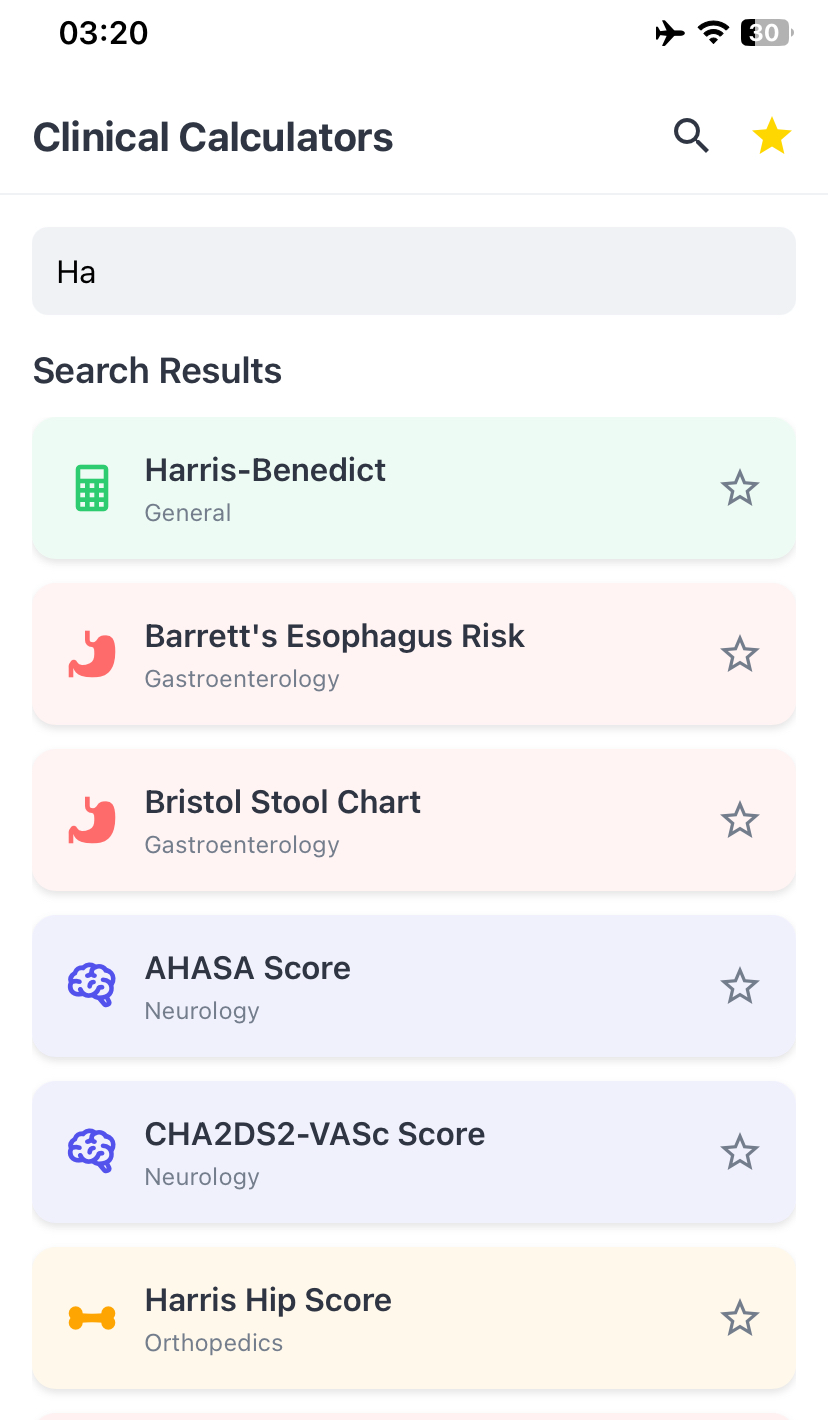 03:20
30
Clinical Calculators
Ha
Search Results
Harris-Benedict
General
Barrett's Esophagus Risk
Gastroenterology
Bristol Stool Chart
Gastroenterology
AHASA Score
Neurology
CHA2DS2-VASc Score
Neurology
Harris Hip Score
Orthopedics